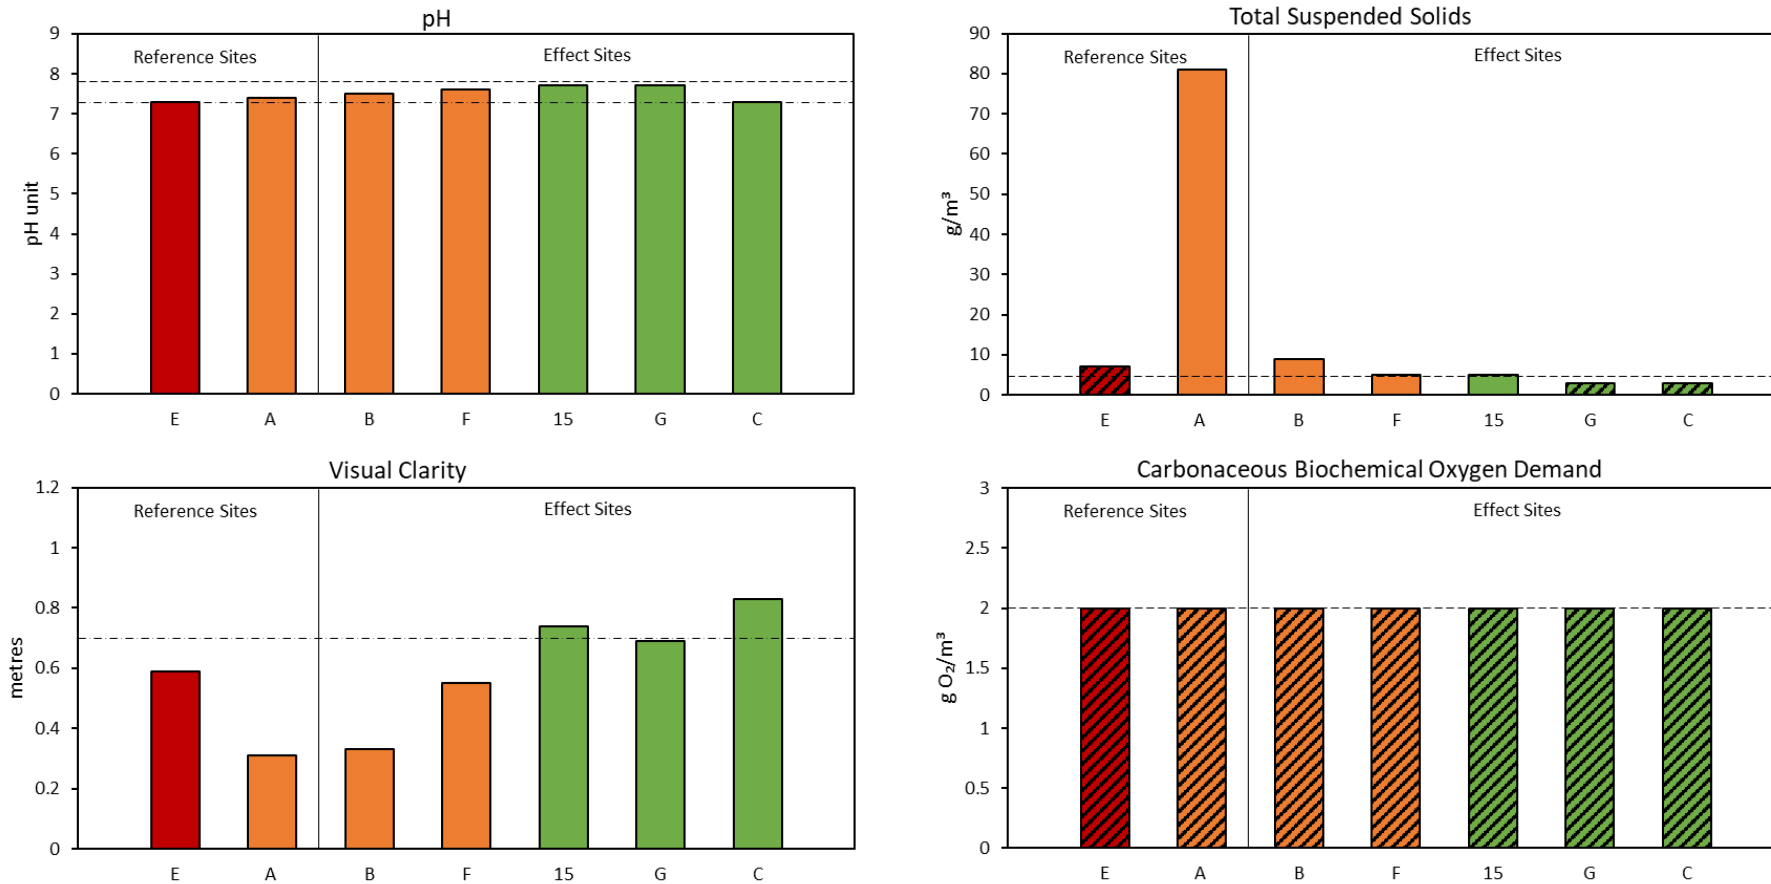 pH
9
8
7
6
5
4
3
2
1
0
pH unit
Reference Sites
Effect Sites
E A B F 15 G C
Total Suspended Solids
90
80
70
60
50
40
30
20
10
0
g/m³
Reference Sites
Effect Sites
E A B F 15 G C
Visual Clarity
1.2
1
0.8
0.6
0.4
0.2
0
metres
Reference Sites
Effect Sites
E A B F 15 G C
Carbonaceous Biochemical Oxygen Demand
3
2.5
2
1.5
1
0.5
0
g O₂/m³
Reference Sites
Effect Sites
E A B F 15 G C